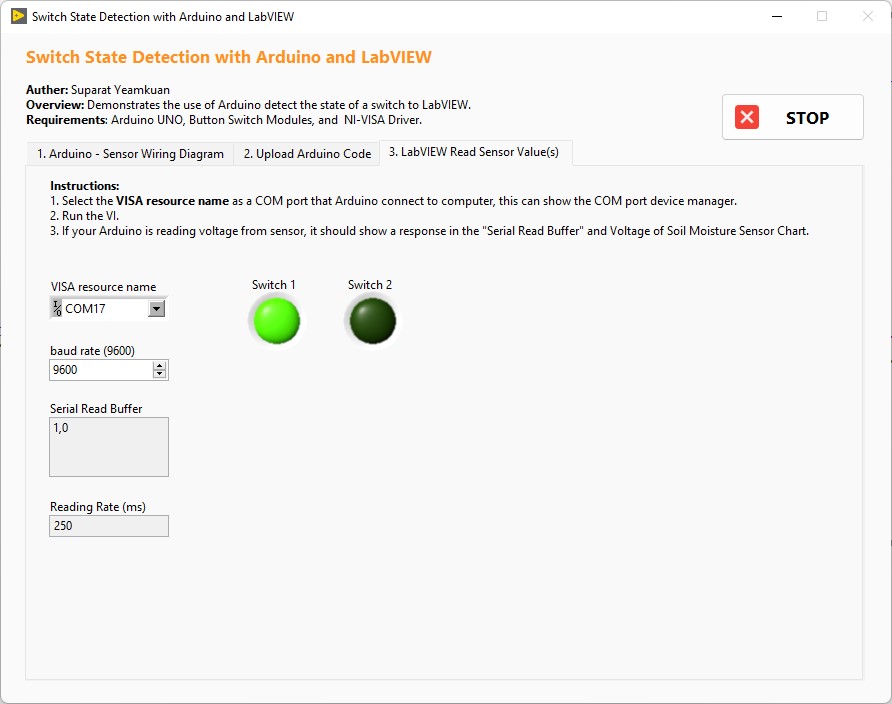 Switch State Detection with Arduino and LabVIEW
Switch State Detection with Arduino and LabVIEW
Auther: Suparat Yeamkuan
Overview: Demonstrates the use of Arduino detect the state of a switch to LabVIEW.
Requirements: Arduino UNO, Button Switch Modules, and NI-VISA Driver.
STOP
1. Arduino - Sensor Wiring Diagram
2. Upload Arduino Code
3. LabVIEW Read Sensor Value(s)
Instructions:
1. Select the VISA resource name as a COM port that Arduino connect to computer, this can show the COM port device manager.
2. Run the VI.
3. If your Arduino is reading voltage from sensor, it should show a response in the "Serial Read Buffer" and Voltage of Soil Moisture Sensor Chart.
VISA resource name
I/O COM17
Switch 1
Switch 2
baud rate (9600)
9600
Serial Read Buffer
1,0
Reading Rate (ms)
250